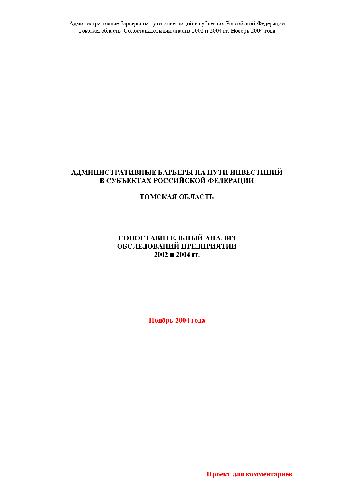 Административные барьеры на пути инвестиций в субъектах Российской Федерации
Томская область. Сопоставительный анализ 2002 и 2004 гг. Ноябрь 2004 года
АДМИНИСТРАТИВНЫЕ БАРЬЕРЫ НА ПУТИ ИНВЕСТИЦИЙ
В СУБЪЕКТАХ РОССИЙСКОЙ ФЕДЕРАЦИИ
ТОМСКАЯ ОБЛАСТЬ
СОПОСТАВИТЕЛЬНЫЙ АНАЛИЗ
ОБСЛЕДОВАНИЙ ПРЕДПРИЯТИЙ
2002 и 2004 гг.
Ноябрь 2004 года
Проект для комментариев